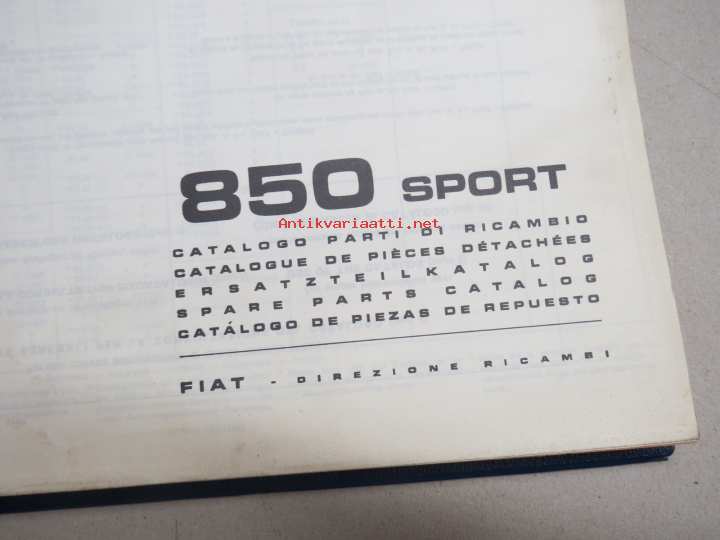 850 SPORT
Antikvariaatti.net
CATALOGO PARTI DI RICAMBIO
CATALOGUE DE PIÈCES DÉTACHÉES
ERSATZTEILKATALOG
SPARE PARTS CATALOG
CATÁLOGO DE PIEZAS DE REPUESTO
FIAT - DIREZIONE RICAMBI